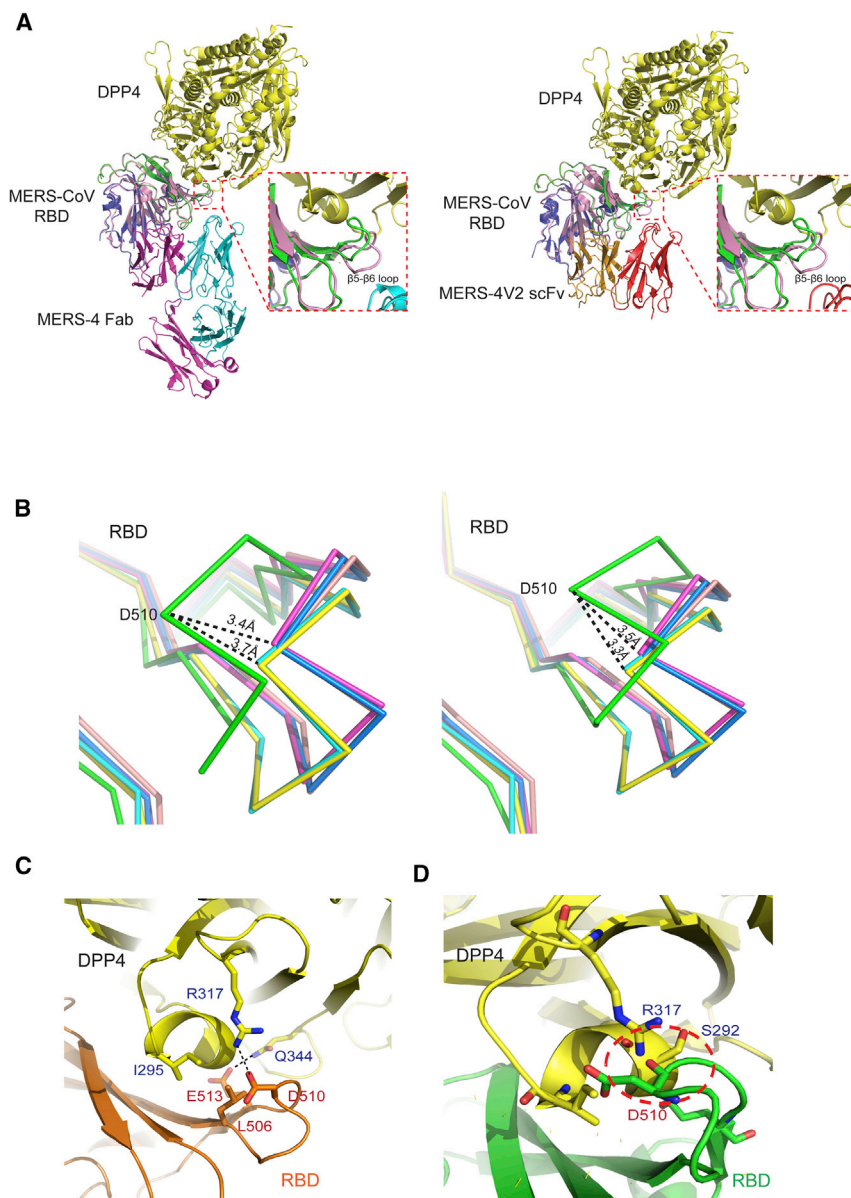 A
DPP4
MERS-CoV
RBD
MERS-4 Fab
β5-β6 loop
DPP4
MERS-CoV
RBD
MERS-4V2 scFv
β5-β6 loop
B
RBD
D510
3.4Å
3.7Å
RBD
D510
3.5Å
3.3Å
C
DPP4
R317
I295
Q344
E513
D510
L506
RBD
D
DPP4
R317
S292
D510
RBD